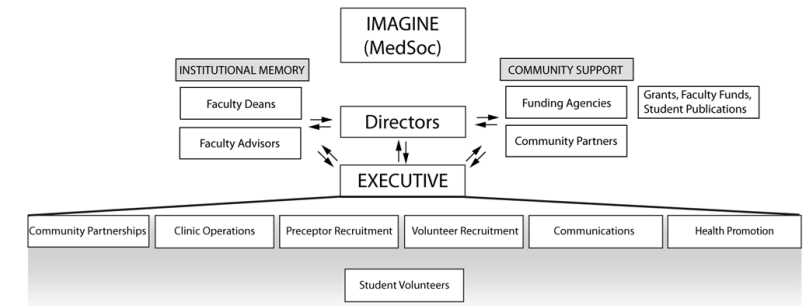 IMAGINE
(MedSoc)
INSTITUTIONAL MEMORY
COMMUNITY SUPPORT
Faculty Deans
Funding Agencies
Grants, Faculty Funds,
Student Publications
Directors
Faculty Advisors
Community Partners
EXECUTIVE
Community Partnerships
Clinic Operations
Preceptor Recruitment
Volunteer Recruitment
Communications
Health Promotion
Student Volunteers